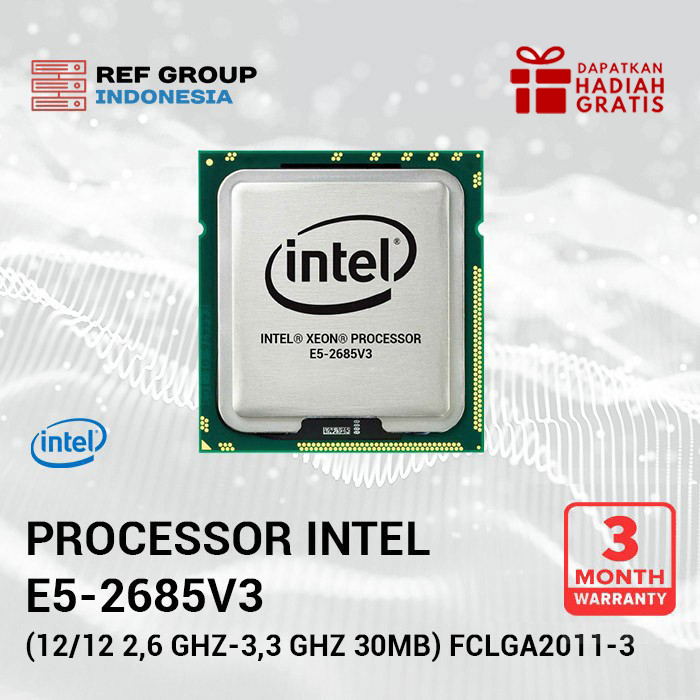 REF GROUP
INDONESIA
DAPATKAN
HADIAH
GRATIS
intel®
INTEL® XEON® PROCESSOR
E5-2685V3
intel
PROCESSOR INTEL
E5-2685V3
(12/12 2,6 GHZ-3,3 GHZ 30MB) FCLGA2011-3
3
MONTH
WARRANTY